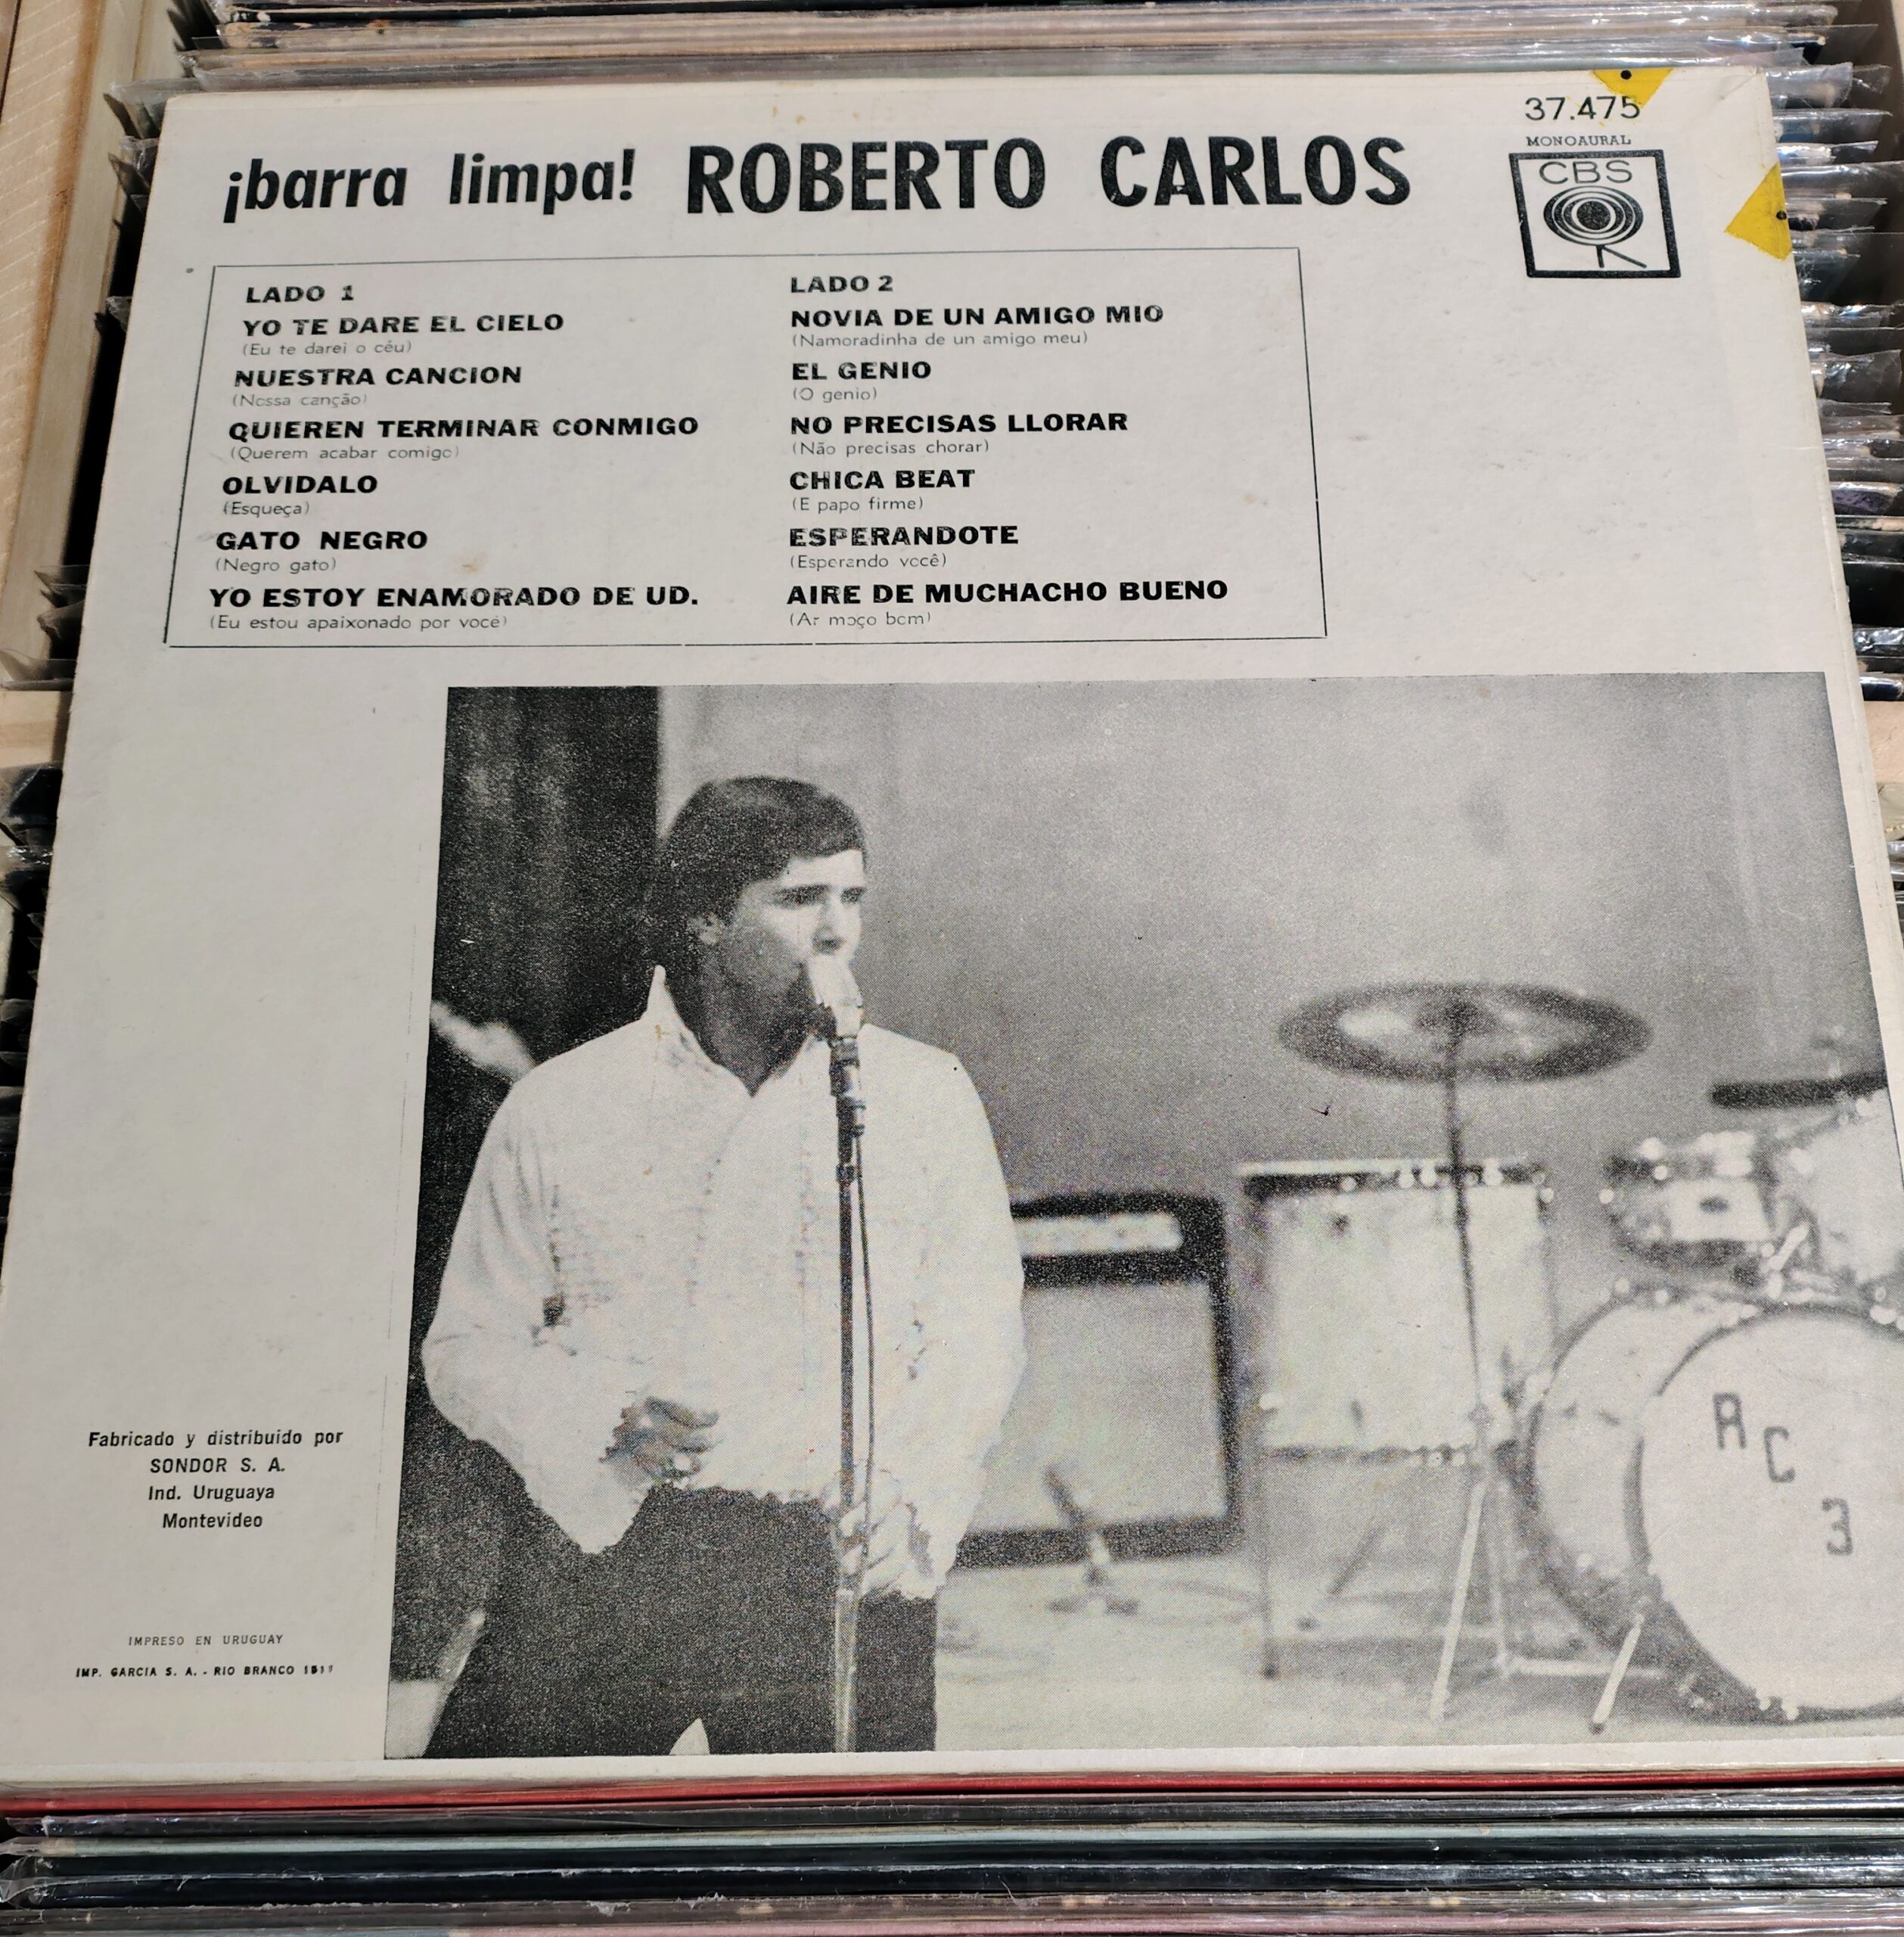 37.475
MONOAURAL
CBS
¡barra limpa! ROBERTO CARLOS
LADO 1
YO TE DARE EL CIELO
(Eu te darei o céu)
NUESTRA CANCION
(Nossa canção)
QUIEREN TERMINAR CONMIGO
(Querem acabar comigo)
OLVIDALO
(Esqueça)
GATO NEGRO
(Negro gato)
YO ESTOY ENAMORADO DE UD.
(Eu estou apaixonado por você)
LADO 2
NOVIA DE UN AMIGO MIO
(Namoradinha de un amigo meu)
EL GENIO
(O genio)
NO PRECISAS LLORAR
(Não precisas chorar)
CHICA BEAT
(E papo firme)
ESPERANDOTE
(Esperando você)
AIRE DE MUCHACHO BUENO
(Ar moço bom)
RC
3
Fabricado y distribuido por
SONDOR S. A.
Ind. Uruguaya
Montevideo
IMPRESO EN URUGUAY
IMP. GARCIA S. A. - RIO BRANCO